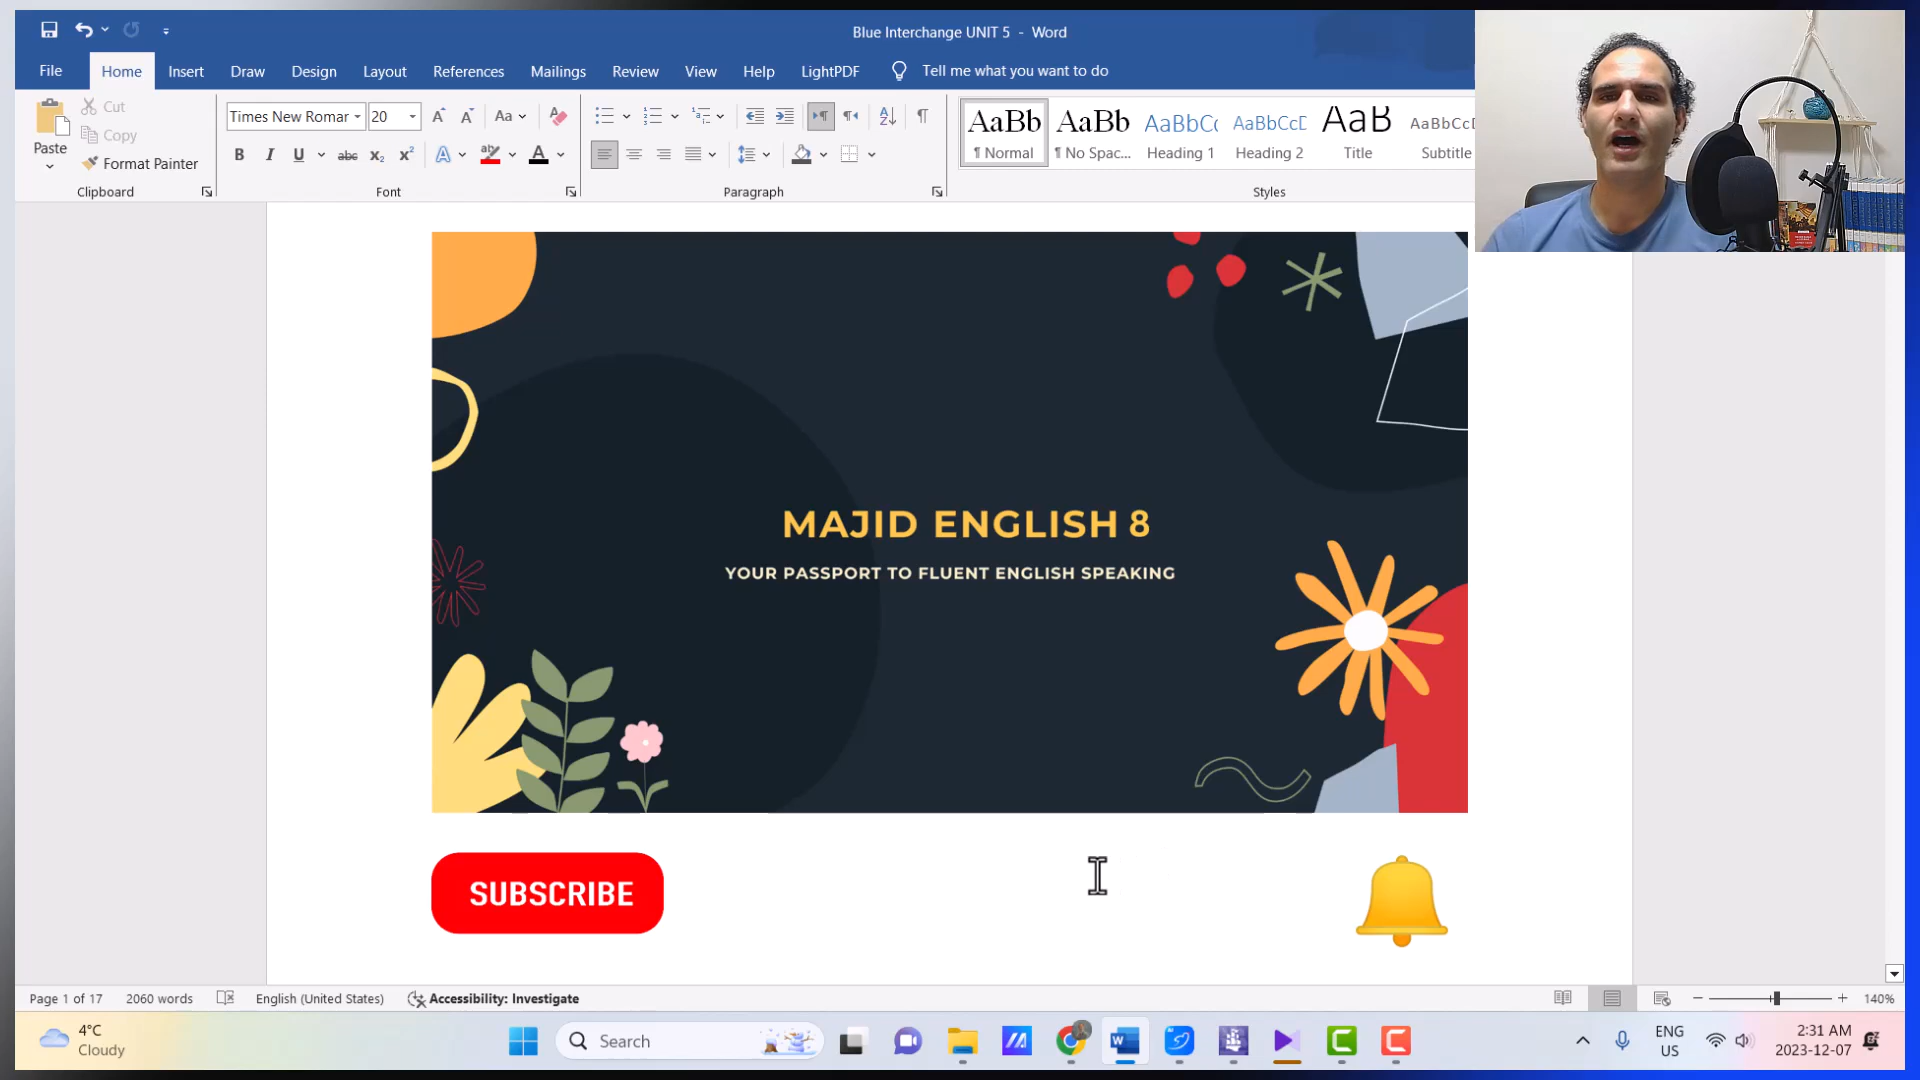 Blue Interchange UNIT 5 - Word
File Home Insert Draw Design Layout References Mailings Review View Help LightPDF Tell me what you want to do
Paste
Cut
Copy
Format Painter
Clipboard
Times New Romar 20
Font
Paragraph
AaBb AaBb AaBbCc AaBbCcD AaB AaBbCcD
¶ Normal ¶ No Spac... Heading 1 Heading 2 Title Subtitle
Styles
MAJID ENGLISH 8
YOUR PASSPORT TO FLUENT ENGLISH SPEAKING
SUBSCRIBE
Page 1 of 17 2060 words English (United States) Accessibility: Investigate 140%
4°C
Cloudy
Search
ENG
US
2:31 AM
2023-12-07